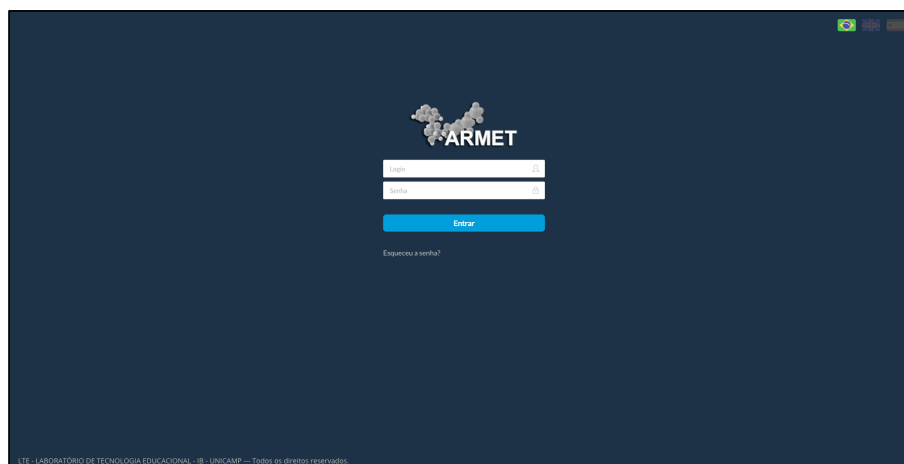 ARMET
Login
Senha
Entrar
Esqueceu a senha?
LTE - LABORATÓRIO DE TECNOLOGIA EDUCACIONAL - IB - UNICAMP — Todos os direitos reservados.